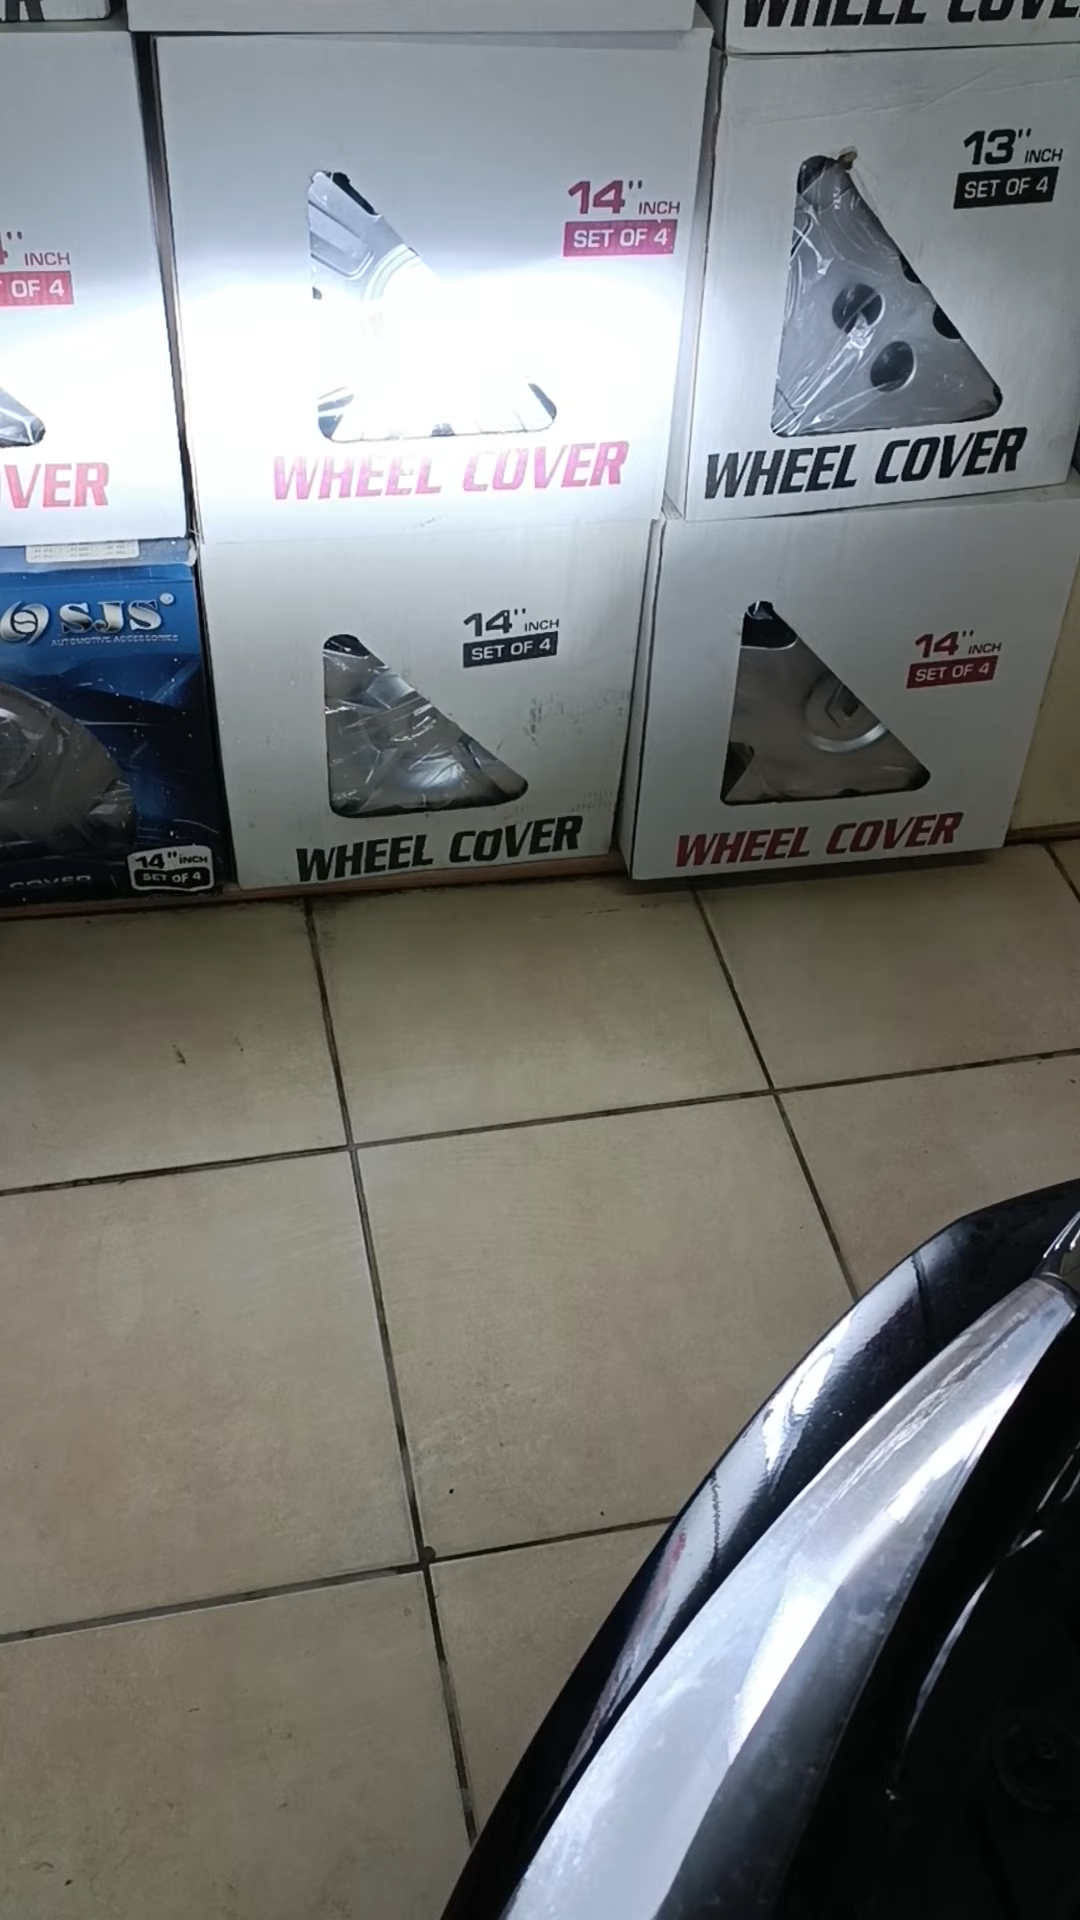 WHEEL COVE
14" INCH
SET OF 4
WHEEL COVER
13" INCH
SET OF 4
WHEEL COVER
INCH
OF 4
VER
SJS
AUTOMOTIVE ACCESSORIES
14" INCH
SET OF 4
COVER
14" INCH
SET OF 4
WHEEL COVER
14" INCH
SET OF 4
WHEEL COVER